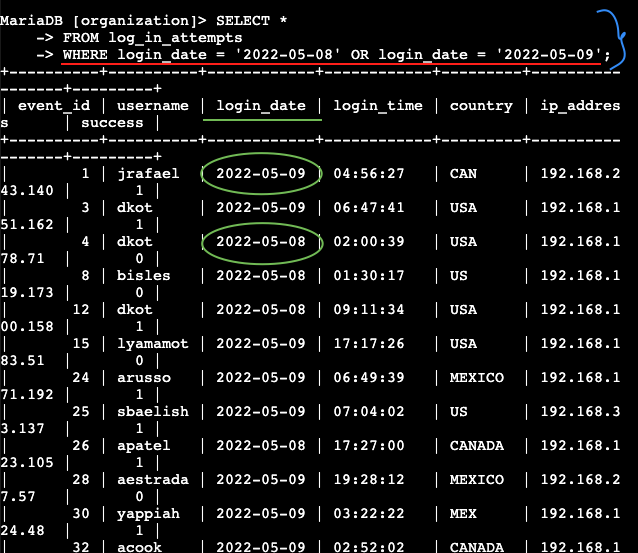 MariaDB [organization]> SELECT *
    -> FROM log_in_attempts
    -> WHERE login_date = '2022-05-08' OR login_date = '2022-05-09';
+----------+----------+------------+------------+---------+----------
-------+---------+
| event_id | username | login_date | login_time | country | ip_addres
s      | success |
+----------+----------+------------+------------+---------+----------
-------+---------+
|        1 | jrafael  | 2022-05-09 | 04:56:27   | CAN     | 192.168.2
43.140 |       1 |
|        3 | dkot     | 2022-05-09 | 06:47:41   | USA     | 192.168.1
51.162 |       1 |
|        4 | dkot     | 2022-05-08 | 02:00:39   | USA     | 192.168.1
78.71  |       0 |
|        8 | bisles   | 2022-05-08 | 01:30:17   | US      | 192.168.1
19.173 |       0 |
|       12 | dkot     | 2022-05-08 | 09:11:34   | USA     | 192.168.1
00.158 |       1 |
|       15 | lyamamot | 2022-05-09 | 17:17:26   | USA     | 192.168.1
83.51  |       0 |
|       24 | arusso   | 2022-05-09 | 06:49:39   | MEXICO  | 192.168.1
71.192 |       1 |
|       25 | sbaelish | 2022-05-09 | 07:04:02   | US      | 192.168.3
3.137  |       1 |
|       26 | apatel   | 2022-05-08 | 17:27:00   | CANADA  | 192.168.1
23.105 |       1 |
|       28 | aestrada | 2022-05-09 | 19:28:12   | MEXICO  | 192.168.2
7.57   |       0 |
|       30 | yappiah  | 2022-05-09 | 03:22:22   | MEX     | 192.168.1
24.48  |       1 |
|       32 | acook    | 2022-05-09 | 02:52:02   | CANADA  | 192.168.1